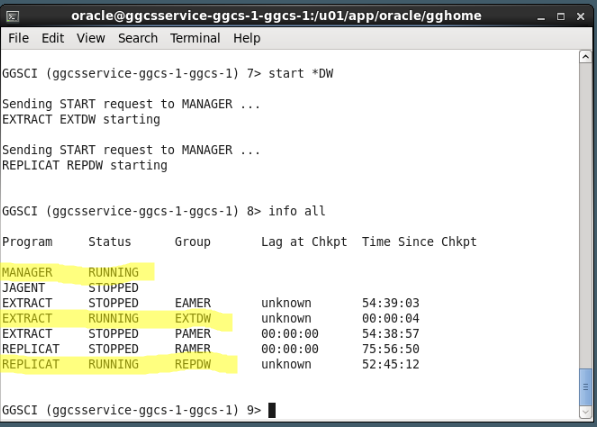 oracle@ggcsservice-ggcs-1-ggcs-1:/u01/app/oracle/gghome
File Edit View Search Terminal Help
GGSCI (ggcsservice-ggcs-1-ggcs-1) 7> start *DW
Sending START request to MANAGER ...
EXTRACT EXTDW starting
Sending START request to MANAGER ...
REPLICAT REPDW starting
GGSCI (ggcsservice-ggcs-1-ggcs-1) 8> info all
Program Status Group Lag at Chkpt Time Since Chkpt
MANAGER RUNNING
JAGENT STOPPED
EXTRACT STOPPED EAMER unknown 54:39:03
EXTRACT RUNNING EXTDW unknown 00:00:04
EXTRACT STOPPED PAMER 00:00:00 54:38:57
REPLICAT STOPPED RAMER 00:00:00 75:56:50
REPLICAT RUNNING REPDW unknown 52:45:12
GGSCI (ggcsservice-ggcs-1-ggcs-1) 9>